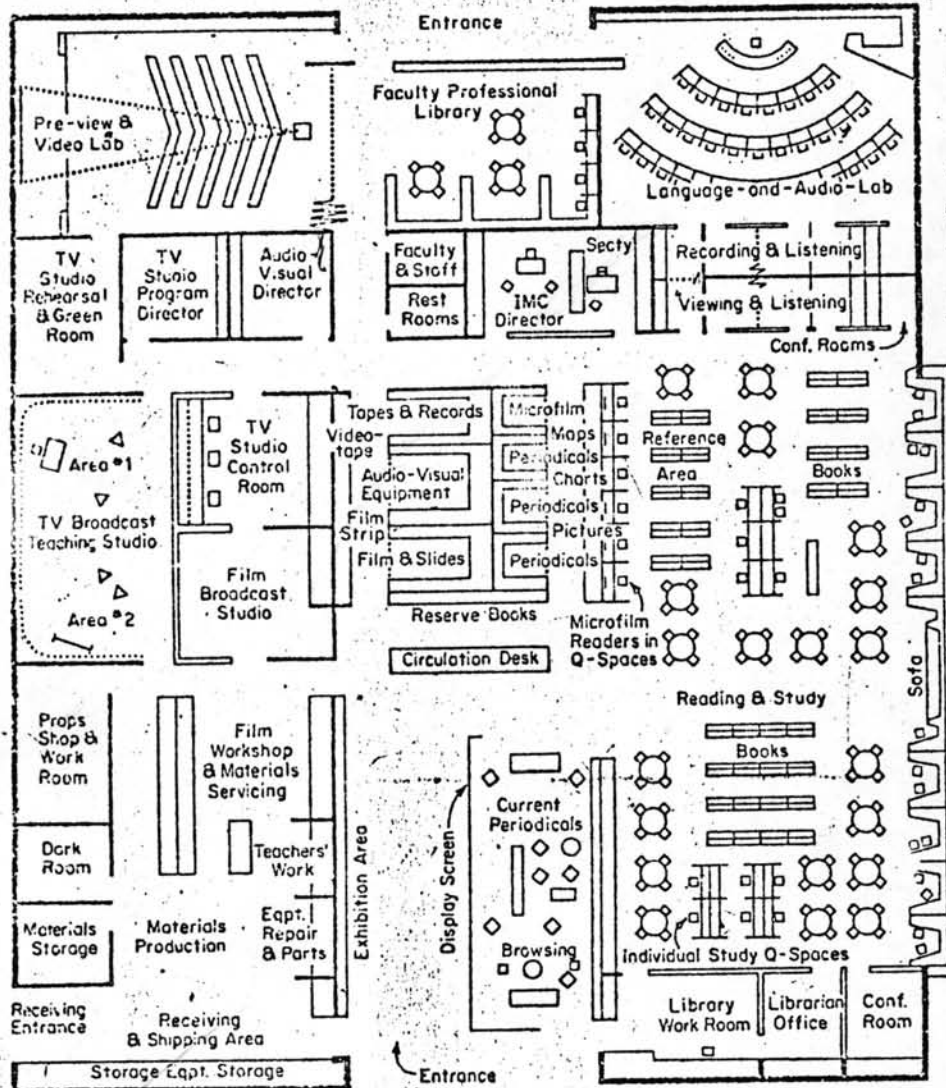 Entrance
Pre-view &
Video Lab
Faculty Professional
Library
Language-and-Audio-Lab
TV
Studio
Rehearsal
& Green
Room
TV
Studio
Program
Director
Audio
Visual
Director
Faculty
& Staff
Rest
Rooms
IMC
Director
Secty
Recording & Listening
Viewing & Listening
Conf. Rooms
Area #1
TV Broadcast
Teaching Studio
Area #2
TV
Studio
Control
Room
Film
Broadcast
Studio
Tapes & Records
Video-
tape
Audio-Visual
Equipment
Film
Strip
Film & Slides
Microfilm
Maps
Periodicals
Charts
Periodicals
Pictures
Periodicals
Reserve Books
Reference
Area
Books
Microfilm
Readers in
Q-Spaces
Circulation Desk
Sofa
Reading & Study
Books
Props
Shop &
Work
Room
Film
Workshop
& Materials
Servicing
Dark
Room
Teachers'
Work
Materials
Storage
Materials
Production
Eqpt.
Repair
& Parts
Exhibition Area
Display Screen
Current
Periodicals
Browsing
Individual Study Q-Spaces
Receiving
Entrance
Receiving
& Shipping Area
Library
Work Room
Librarian
Office
Conf.
Room
Storage Eqpt. Storage
Entrance